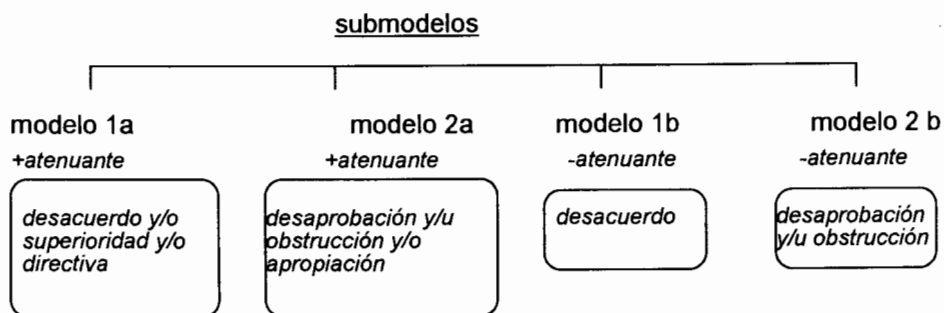 submodelos
modelo 1a
+atenuante
desacuerdo y/o
superioridad y/o
directiva
modelo 2a
+atenuante
desaprobación y/u
obstrucción y/o
apropiación
modelo 1b
-atenuante
desacuerdo
modelo 2 b
-atenuante
desaprobación
y/u obstrucción